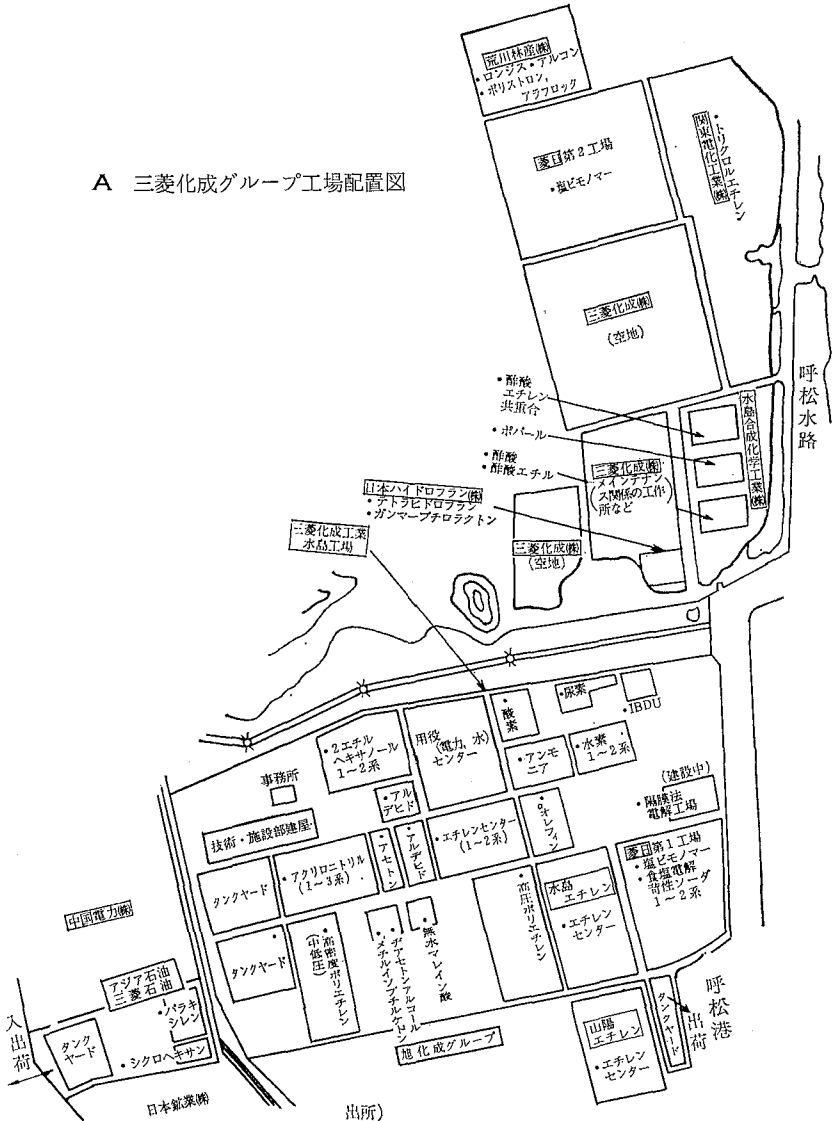 荒川林産㈱
・ロンジス・アルコン
・ポリストロン,
アラフロック
A 三菱化成グループ工場配置図
菱日第2工場
・塩ビモノマー
関東電化工業㈱
・トリクロルエチレン
三菱化成㈱
(空地)
呼松水路
・酢酸
エチレン
共重合
・ポバール
・酢酸
・酢酸エチル
水島合成化学工業㈱
三菱化成㈱
(メインテナン
ス関係の工作
所など)
日本ハイドロフラン㈱
・テトラヒドロフラン
・ガンマーブチロラクトン
三菱化成工業
水島工場
三菱化成㈱
(空地)
・2エチル
ヘキサノール
1〜2系
用役
(電力,水)
センター
・酸素
・尿素
・IBDU
・アンモ
ニア
・水素
1〜2系
事務所
・アル
デヒド
(建設中)
・隔膜法
電解工場
技術・施設部建屋
タンクヤード
・アクリロニトリル
(1〜3系)
・アセトン
・アルデヒド
・エチレンセンター
(1〜2系)
・オレフィン
菱日第1工場
・塩ビモノマー
・食塩電解
苛性ソーダ
1〜2系
水島
エチレン
・エチレン
センター
・高圧ポリエチレン
中国電力㈱
タンクヤード
・高密度ポリエチレン
(中低圧)
・ヂアセトンアルコール
メチルイソブチルケトン
・無水マレイン酸
アジア石油
三菱石油
・パラキ
シレン
入出荷
タンク
ヤード
・シクロヘキサン
日本鉱業㈱
旭化成グループ
山陽
エチレン
・エチレン
センター
タンクヤード
出荷
呼松港
出所)